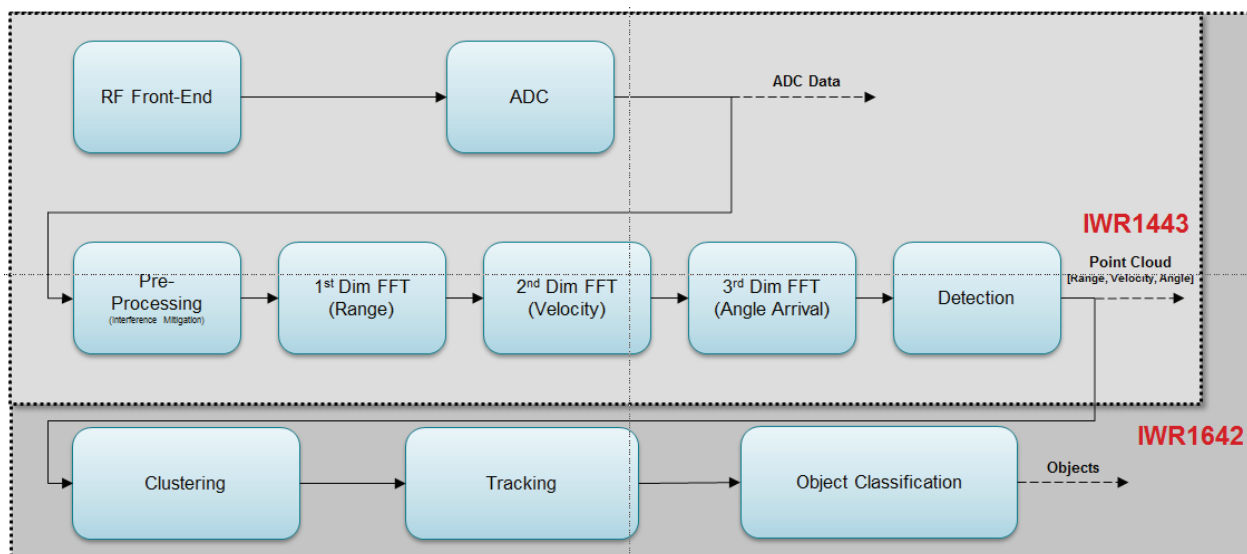 RF Front-End
ADC
ADC Data
IWR1443
Pre-
Processing
(Interference Mitigation)
1st Dim FFT
(Range)
2nd Dim FFT
(Velocity)
3rd Dim FFT
(Angle Arrival)
Detection
Point Cloud
[Range, Velocity, Angle]
IWR1642
Clustering
Tracking
Object Classification
Objects